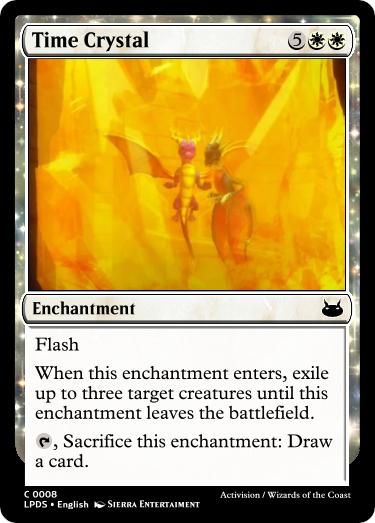 Time Crystal 5
Enchantment
Flash
When this enchantment enters, exile
up to three target creatures until this
enchantment leaves the battlefield.
, Sacrifice this enchantment: Draw
a card.
C 0008
LPDS • English Sierra Entertaiment
Activision / Wizards of the Coast